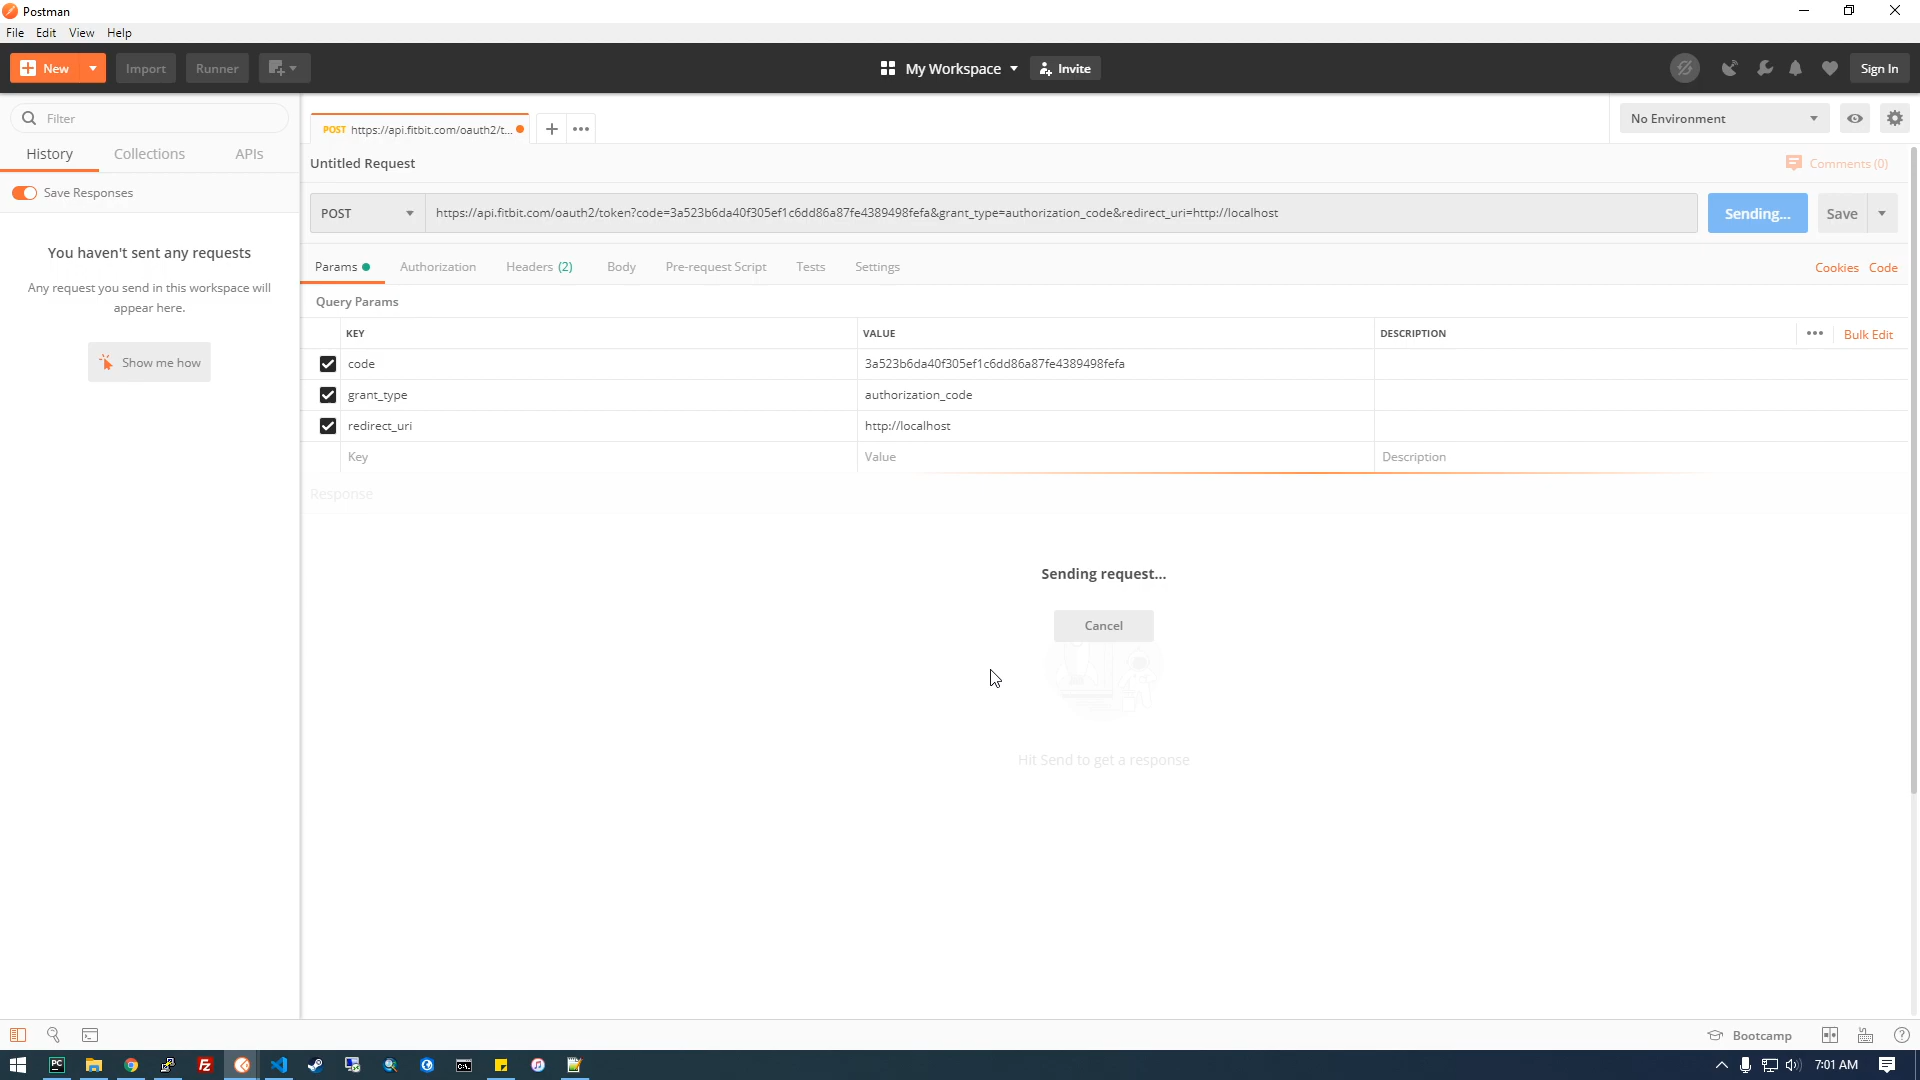 Postman
File Edit View Help
New Import Runner My Workspace Invite Sign In
Filter
History Collections APIs
Save Responses
You haven't sent any requests
Any request you send in this workspace will
appear here.
Show me how
POST https://api.fitbit.com/oauth2/t...
No Environment
Untitled Request
Comments (0)
POST https://api.fitbit.com/oauth2/token?code=3a523b6da40f305ef1c6dd86a87fe4389498fefa&grant_type=authorization_code&redirect_uri=http://localhost Sending... Save
Params Authorization Headers (2) Body Pre-request Script Tests Settings Cookies Code
Query Params
KEY VALUE DESCRIPTION Bulk Edit
code 3a523b6da40f305ef1c6dd86a87fe4389498fefa
grant_type authorization_code
redirect_uri http://localhost
Key Value Description
Response
Sending request...
Cancel
Hit Send to get a response
Bootcamp
PC Fz C:\. 7:01 AM